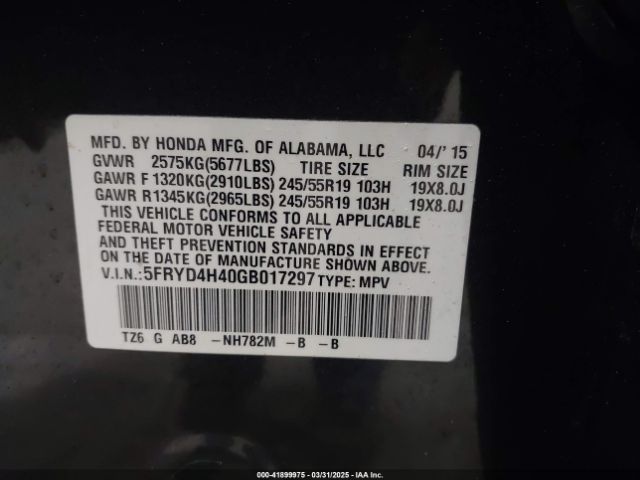 MFD. BY HONDA MFG. OF ALABAMA, LLC 04/' 15
GVWR 2575KG(5677LBS) TIRE SIZE RIM SIZE
GAWR F 1320KG(2910LBS) 245/55R19 103H 19X8.0J
GAWR R 1345KG(2965LBS) 245/55R19 103H 19X8.0J
THIS VEHICLE CONFORMS TO ALL APPLICABLE
FEDERAL MOTOR VEHICLE SAFETY
AND THEFT PREVENTION STANDARDS IN EFFECT
ON THE DATE OF MANUFACTURE SHOWN ABOVE.
V.I.N.:5FRYD4H40GB017297 TYPE: MPV
TZ6 G AB8 -NH782M -B -B
000-41899975 - 03/31/2025 - IAAI.COM